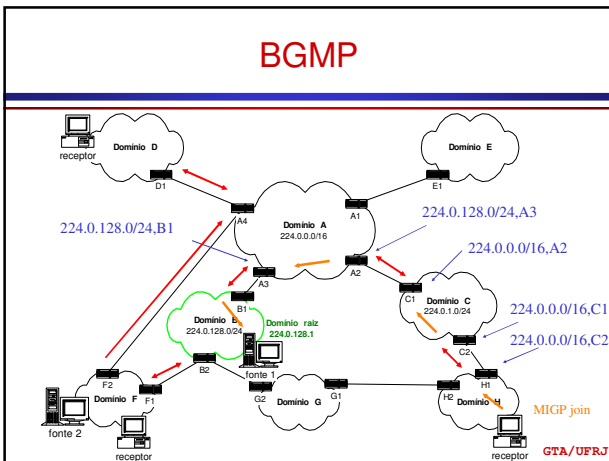 BGMP
Domínio D
receptor
D1
Domínio E
E1
A4
A1
224.0.128.0/24,B1
Domínio A
224.0.0.0/16
224.0.128.0/24,A3
A3
A2
224.0.0.0/16,A2
B1
C1
Domínio C
224.0.1.0/24
Domínio raiz
224.0.128.0/24
224.0.128.1
224.0.0.0/16,C1
C2
224.0.0.0/16,C2
fonte 1
B2
F2
F1
Domínio F
G2
G1
Domínio G
H2
H1
Domínio H
MIGP join
fonte 2
receptor
receptor
GTA/UFRJ